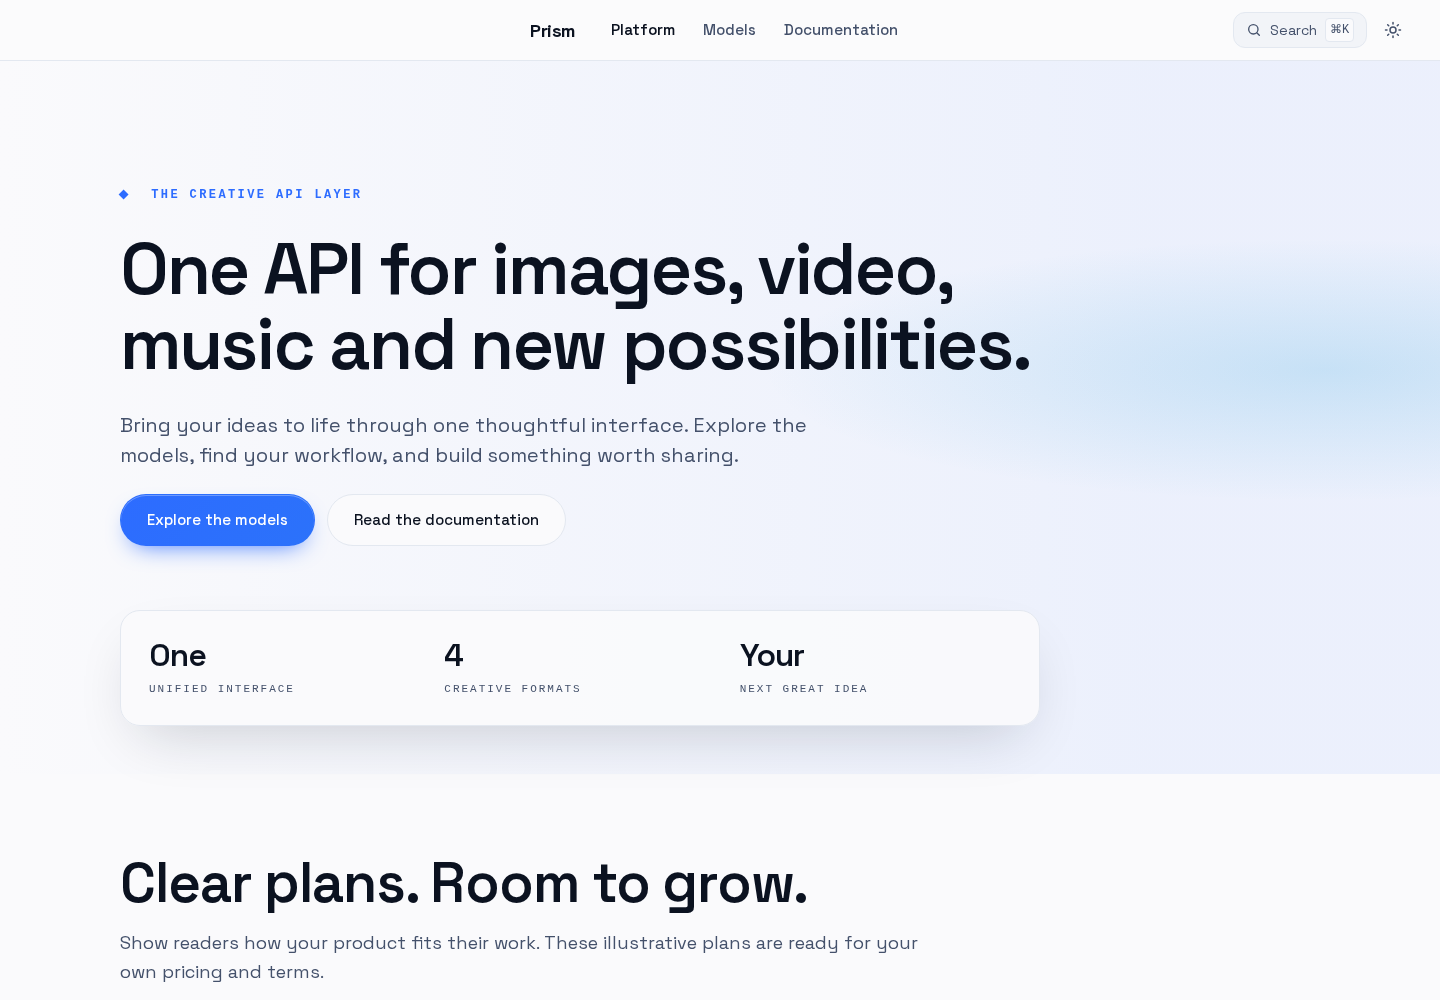 Prism
Platform
Models
Documentation
Search
⌘K
THE CREATIVE API LAYER
One API for images, video,
music and new possibilities.
Bring your ideas to life through one thoughtful interface. Explore the
models, find your workflow, and build something worth sharing.
Explore the models
Read the documentation
One
UNIFIED INTERFACE
4
CREATIVE FORMATS
Your
NEXT GREAT IDEA
Clear plans. Room to grow.
Show readers how your product fits their work. These illustrative plans are ready for your
own pricing and terms.